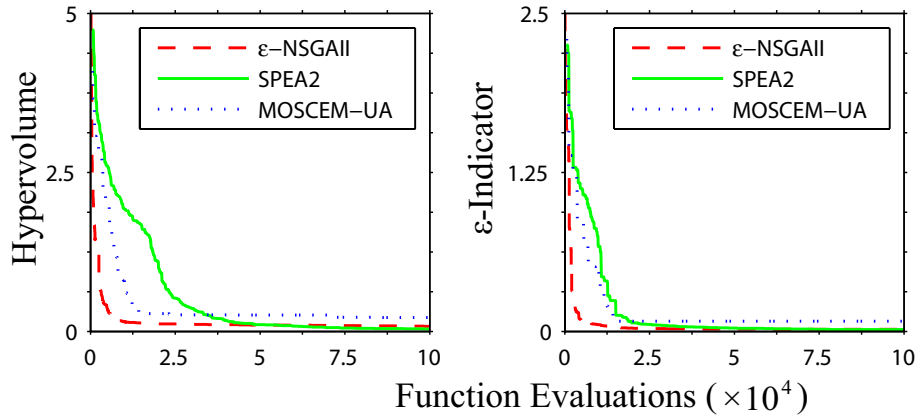 5
2.5
0
Hypervolume
ε−NSGAII
SPEA2
MOSCEM−UA
0
2.5
5
7.5
10
2.5
1.25
0
ε-Indicator
ε−NSGAII
SPEA2
MOSCEM−UA
0
2.5
5
7.5
10
Function Evaluations (×10⁴)